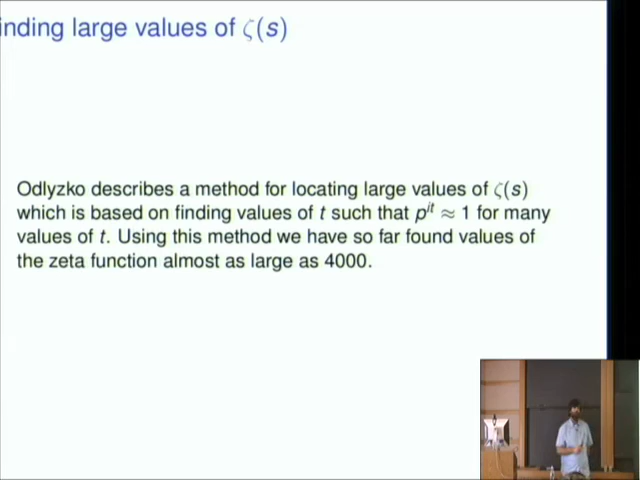 inding large values of ζ(s)
Odlyzko describes a method for locating large values of ζ(s)
which is based on finding values of t such that p^{it} ≈ 1 for many
values of t. Using this method we have so far found values of
the zeta function almost as large as 4000.